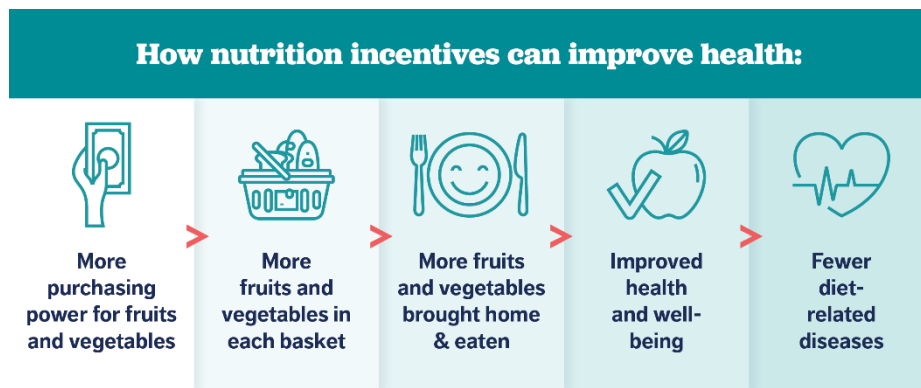 How nutrition incentives can improve health:
More
purchasing
power for fruits
and vegetables
>
More
fruits and
vegetables in
each basket
>
More fruits
and vegetables
brought home
& eaten
>
Improved
health
and well-
being
>
Fewer
diet-
related
diseases